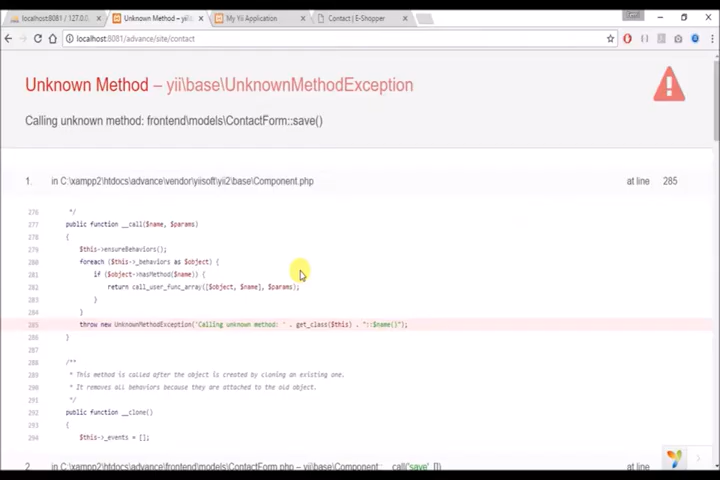 localhost:8081 / 127.0.
Unknown Method – yii\
My Yii Application
Contact | E-Shopper
localhost:8081/advance/site/contact
Unknown Method – yii\base\UnknownMethodException
Calling unknown method: frontend\models\ContactForm::save()
1. in C:\xampp2\htdocs\advance\vendor\yiisoft\yii2\base\Component.php at line 285
276 */
277 public function __call($name, $params)
278 {
279 $this->ensureBehaviors();
280 foreach ($this->_behaviors as $object) {
281 if ($object->hasMethod($name)) {
282 return call_user_func_array([$object, $name], $params);
283 }
284 }
285 throw new UnknownMethodException('Calling unknown method: ' . get_class($this) . "::$name()");
286 }
287
288 /**
289 * This method is called after the object is created by cloning an existing one.
290 * It removes all behaviors because they are attached to the old object.
291 */
292 public function __clone()
293 {
294 $this->_events = [];
2. in C:\xampp2\htdocs\advance\frontend\models\ContactForm.php – yii\base\Component::__call('save', [])